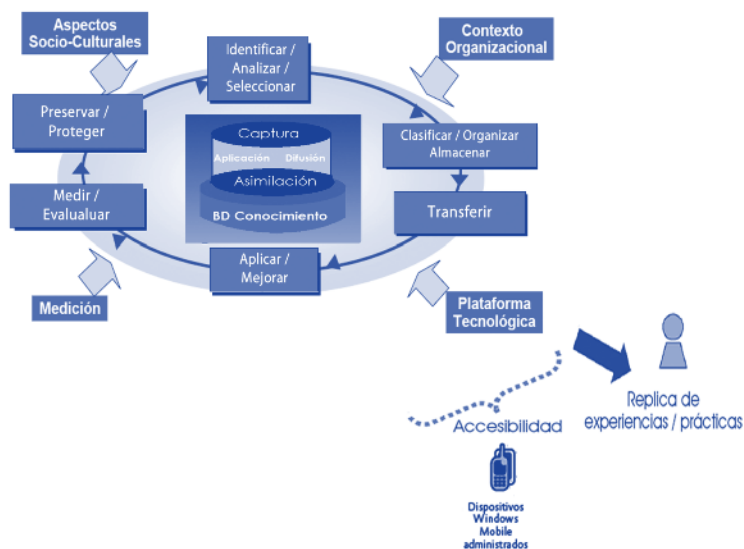 Aspectos
Socio-Culturales
Identificar /
Analizar /
Seleccionar
Contexto
Organizacional
Preservar /
Proteger
Captura
Aplicación Difusión
Asimilación
BD Conocimiento
Clasificar / Organizar
Almacenar
Medir /
Evalualuar
Transferir
Aplicar /
Mejorar
Medición
Plataforma
Tecnológica
Replica de
experiencias / prácticas
Accesibilidad
Dispositivos
Windows
Mobile
administrados